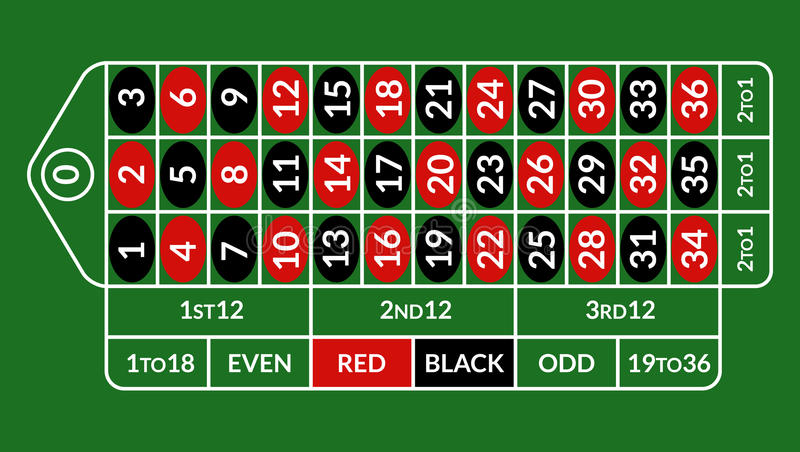 3 6 9 12 15 18 21 24 27 30 33 36 2TO1
0 2 5 8 11 14 17 20 23 26 29 32 35 2TO1
1 4 7 10 13 16 19 22 25 28 31 34 2TO1
1ST12 2ND12 3RD12
1TO18 EVEN RED BLACK ODD 19TO36
dreamstime